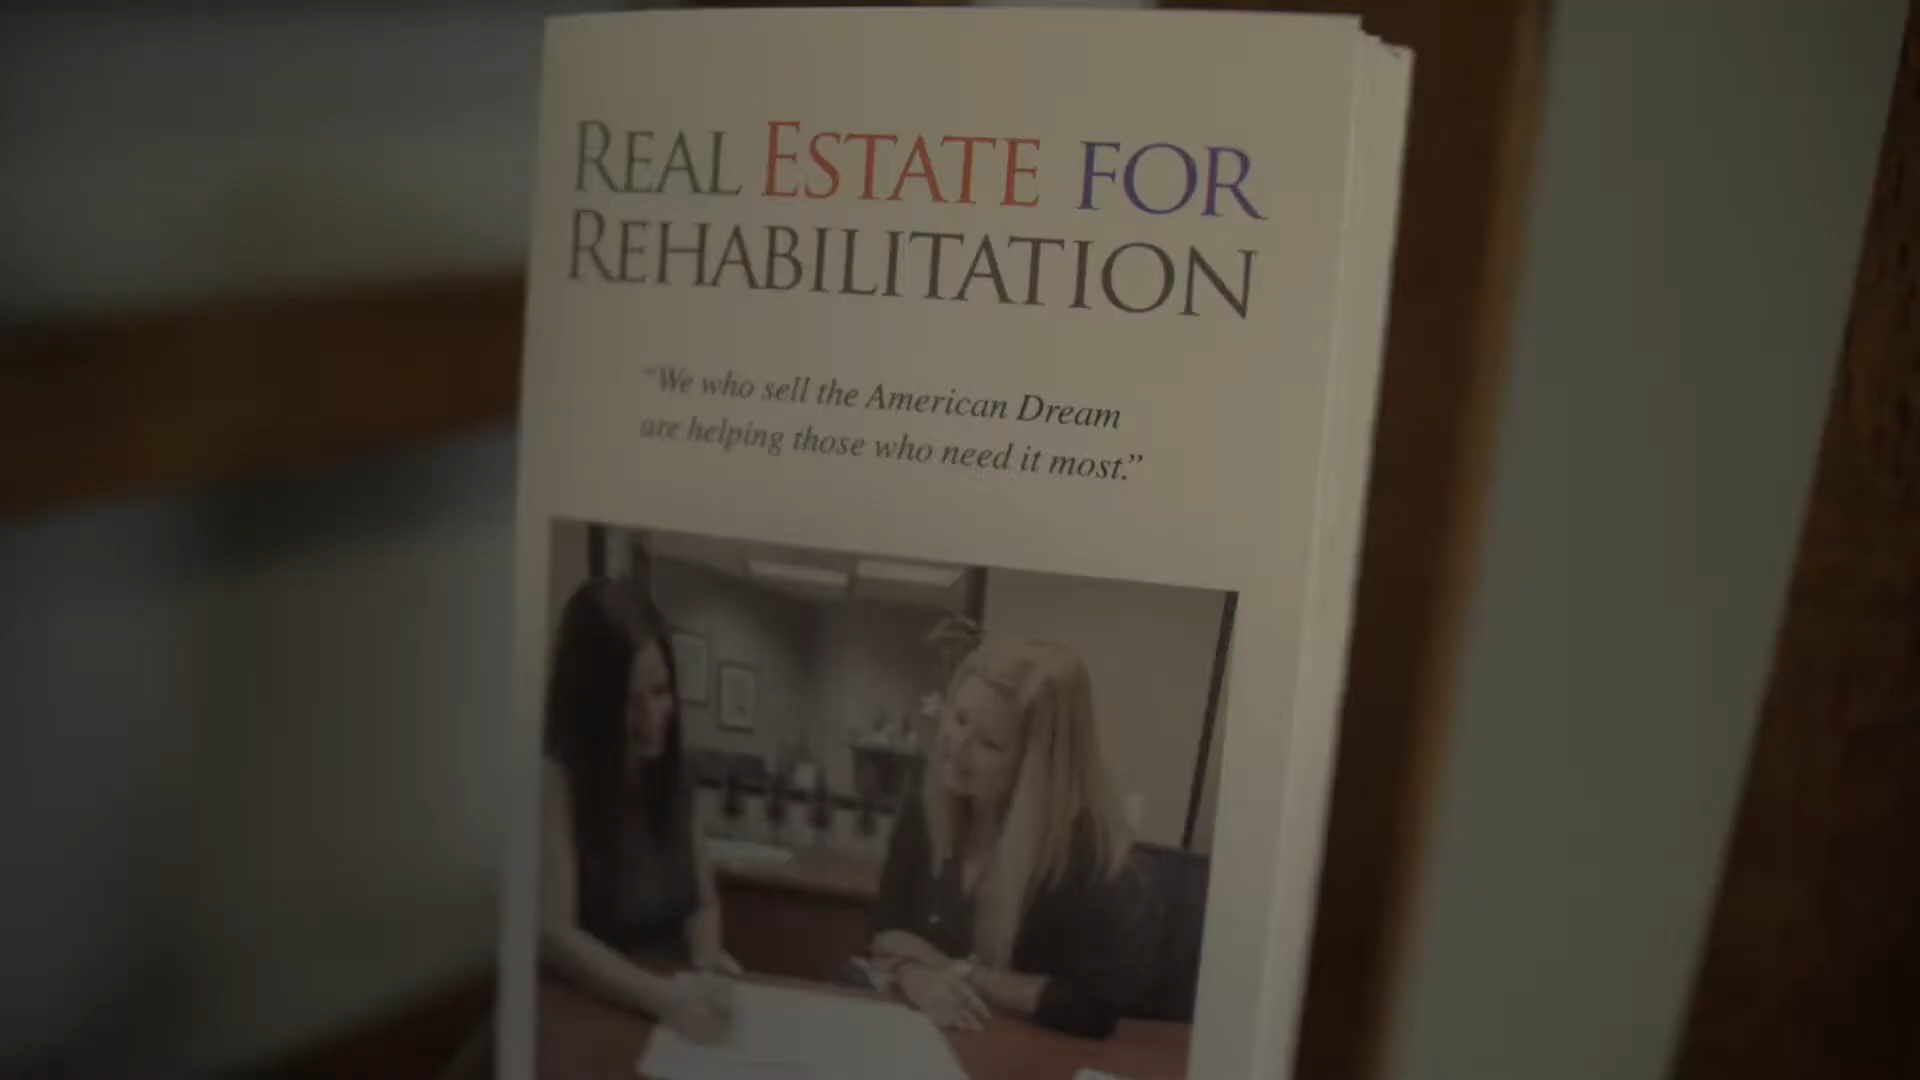 REAL ESTATE FOR
REHABILITATION
“We who sell the American Dream
are helping those who need it most.”